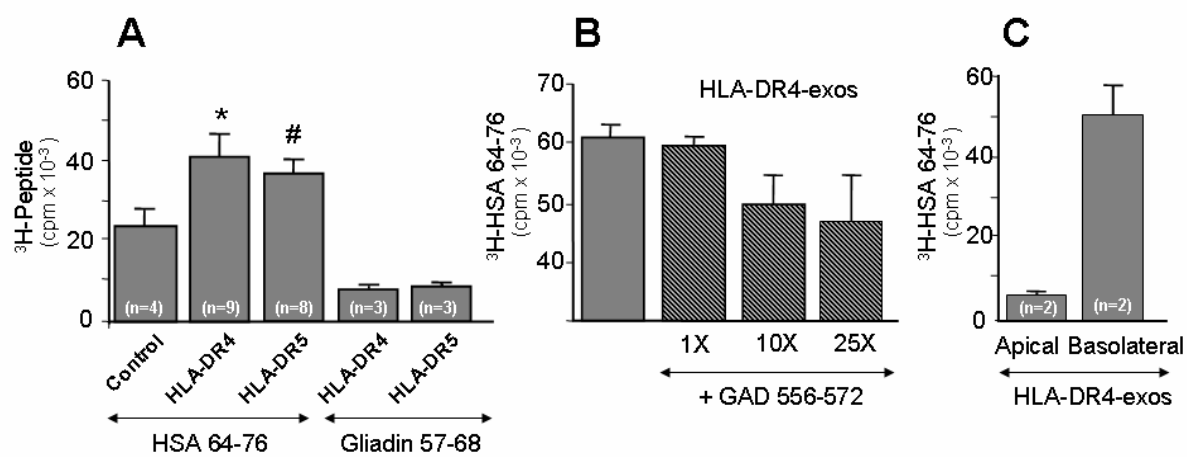 A
³H-Peptide
(cpm x 10⁻³)
60
40
20
0
(n=4)
(n=9)
(n=8)
(n=3)
(n=3)
*
#
Control
HLA-DR4
HLA-DR5
HLA-DR4
HLA-DR5
HSA 64-76
Gliadin 57-68
B
HLA-DR4-exos
³H-HSA 64-76
(cpm x 10⁻³)
70
60
50
40
1X
10X
25X
+ GAD 556-572
C
³H-HSA 64-76
(cpm x 10⁻³)
60
40
20
0
(n=2)
(n=2)
Apical Basolateral
HLA-DR4-exos